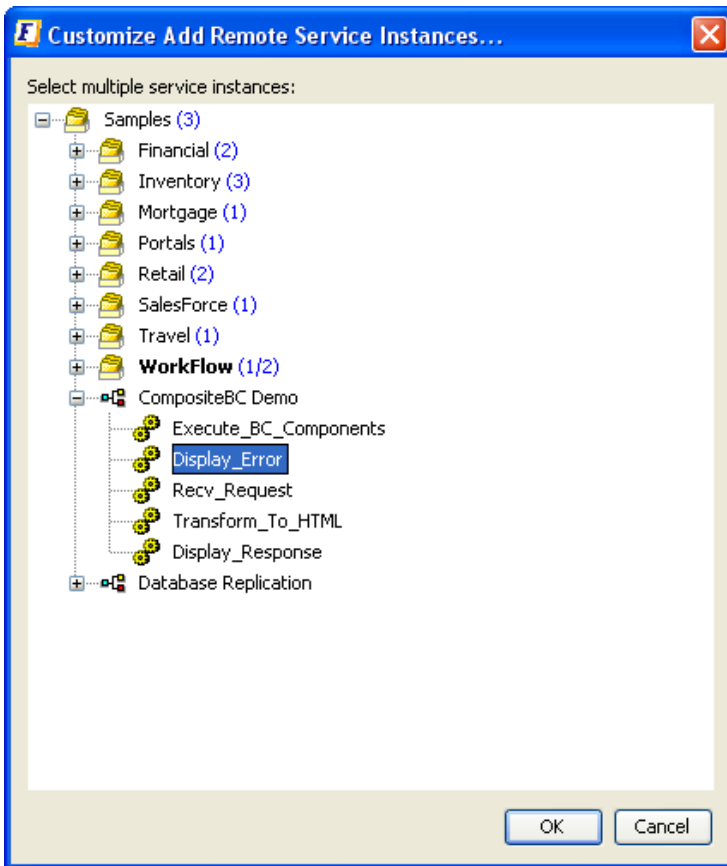 F Customize Add Remote Service Instances...
Select multiple service instances:
Samples (3)
Financial (2)
Inventory (3)
Mortgage (1)
Portals (1)
Retail (2)
SalesForce (1)
Travel (1)
WorkFlow (1/2)
CompositeBC Demo
Execute_BC_Components
Display_Error
Recv_Request
Transform_To_HTML
Display_Response
Database Replication
OK Cancel